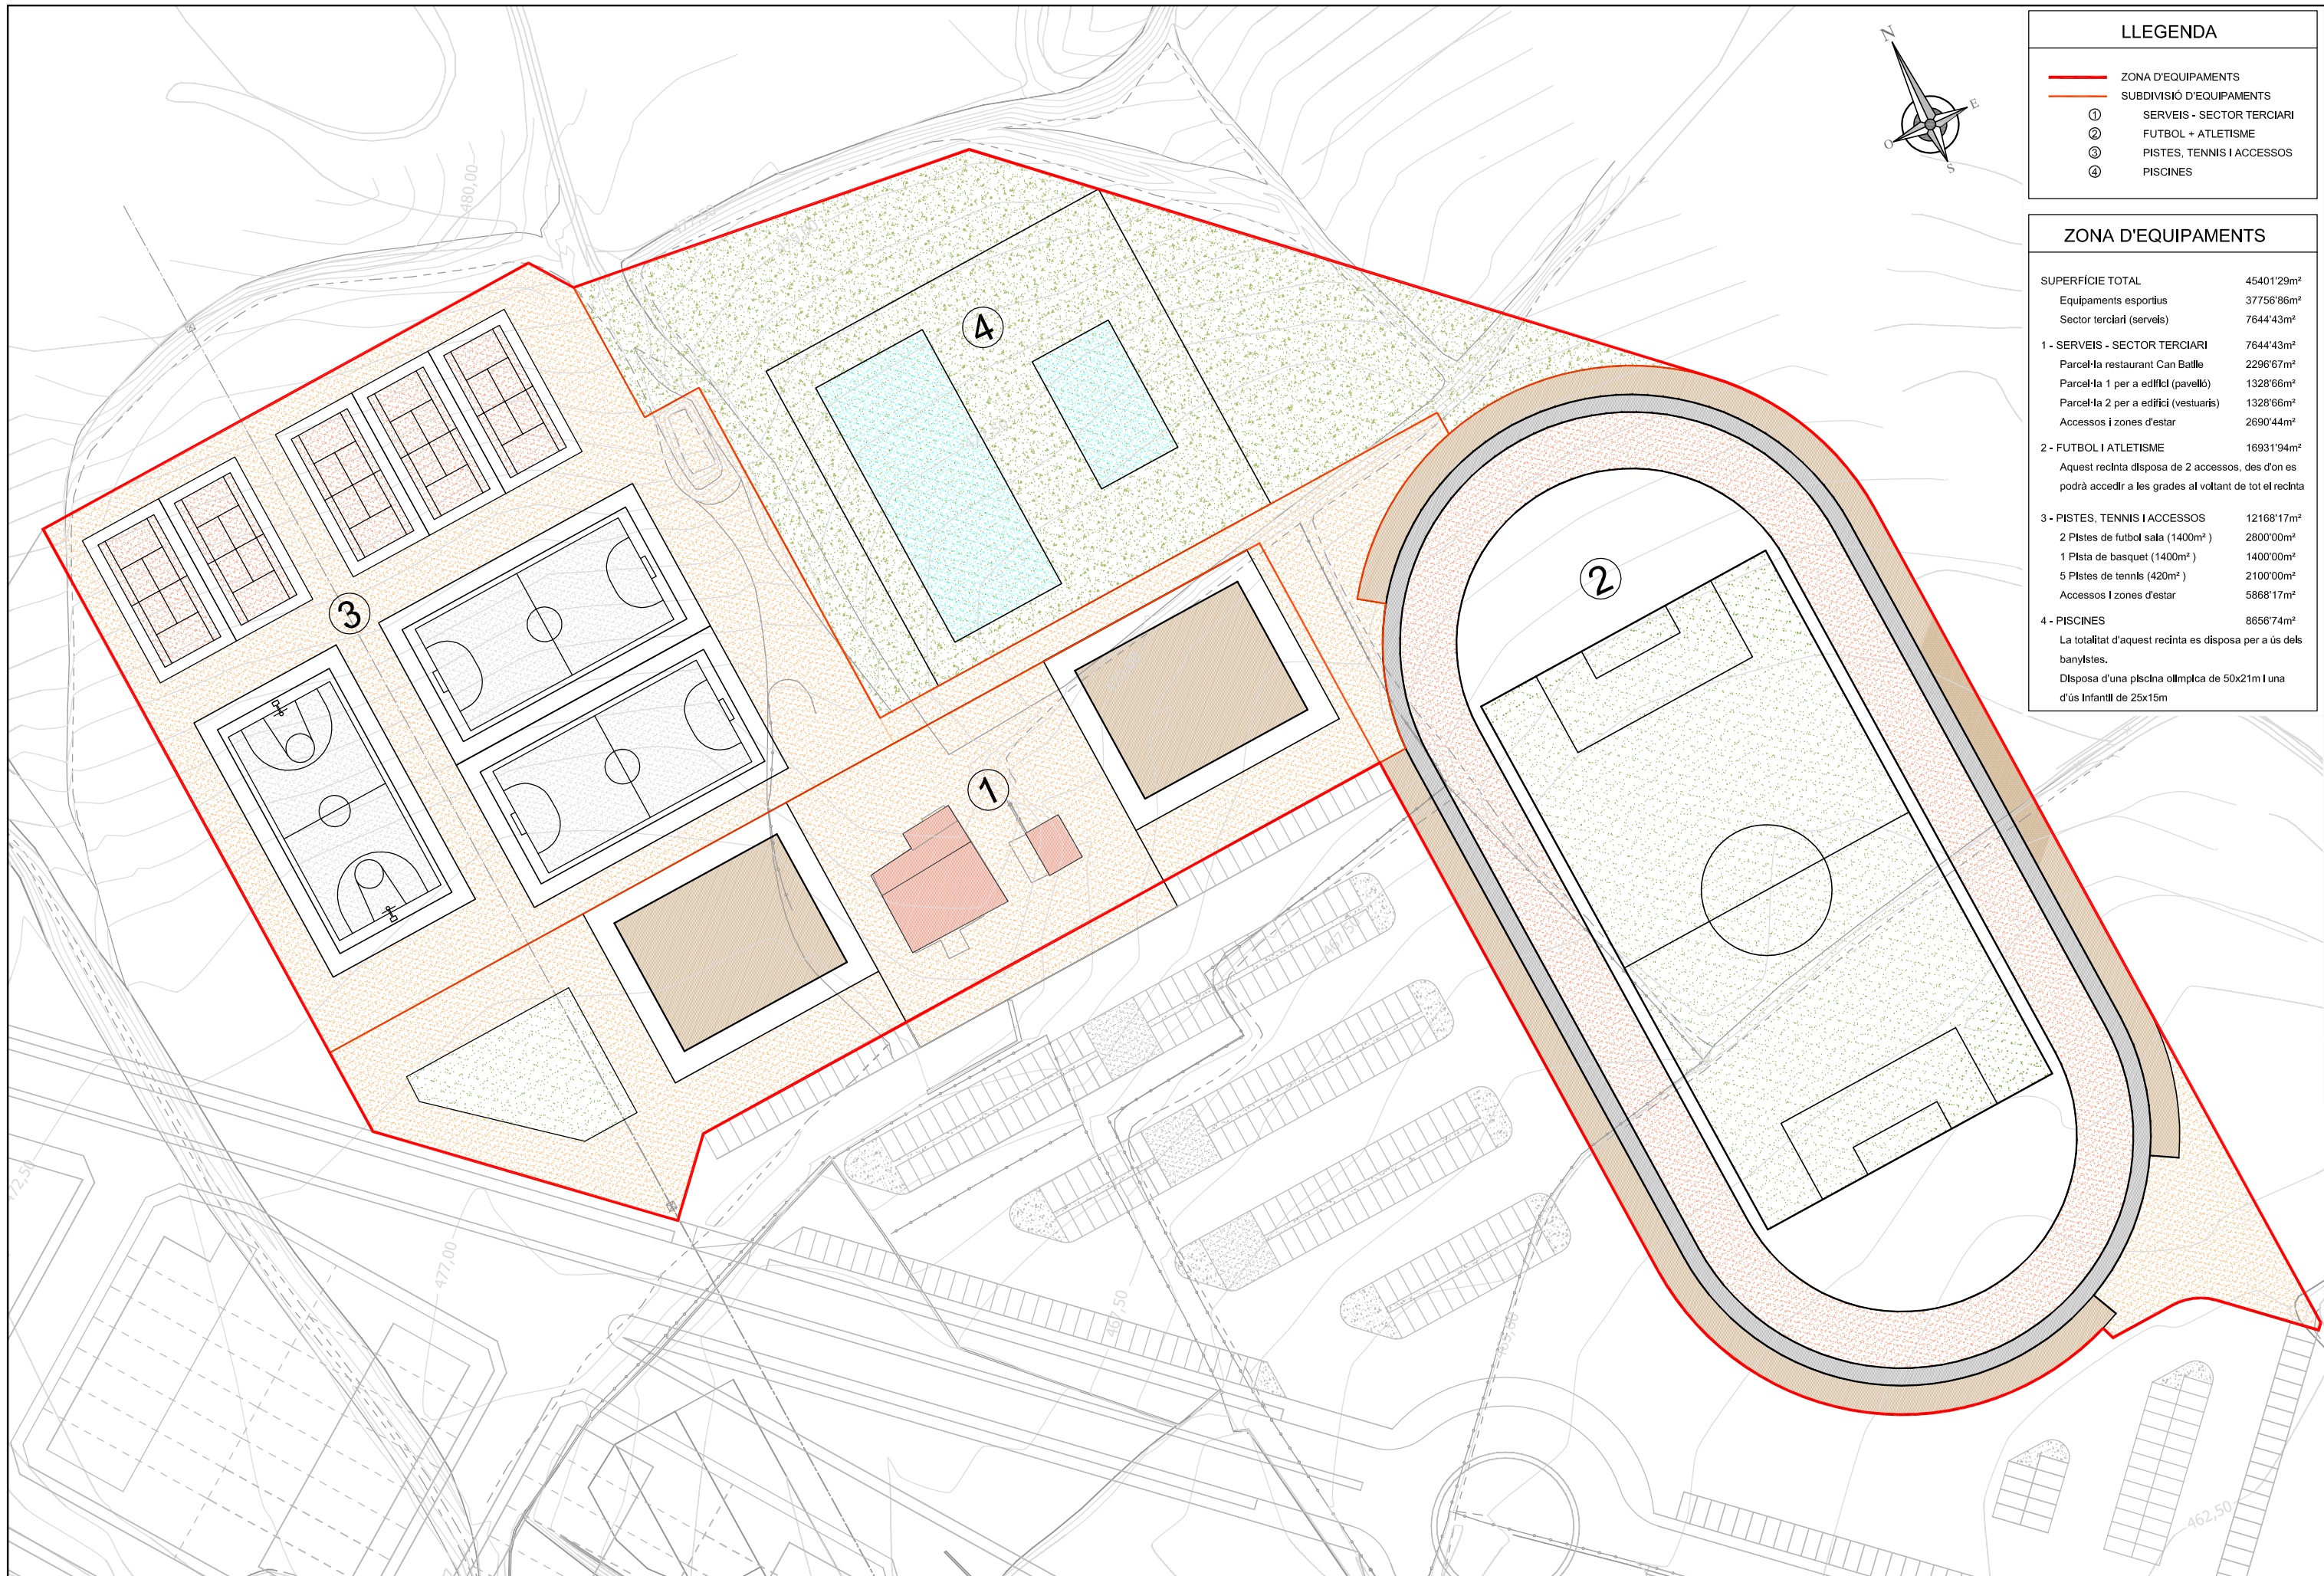 LLEGENDA
ZONA D'EQUIPAMENTS
SUBDIVISIÓ D'EQUIPAMENTS
1 SERVEIS - SECTOR TERCIARI
2 FUTBOL + ATLETISME
3 PISTES, TENNIS I ACCESSOS
4 PISCINES
ZONA D'EQUIPAMENTS
SUPERFÍCIE TOTAL 45401'29m²
Equipaments esportius 37756'86m²
Sector terciari (serveis) 7644'43m²
1 - SERVEIS - SECTOR TERCIARI 7644'43m²
Parcel·la restaurant Can Batlle 2296'67m²
Parcel·la 1 per a edifici (pavelló) 1328'66m²
Parcel·la 2 per a edifici (vestuaris) 1328'66m²
Accessos i zones d'estar 2690'44m²
2 - FUTBOL I ATLETISME 16931'94m²
Aquest recinta disposa de 2 accessos, des d'on es
podrà accedir a les grades al voltant de tot el recinta
3 - PISTES, TENNIS I ACCESSOS 12168'17m²
2 Pistes de futbol sala (1400m² ) 2800'00m²
1 Pista de basquet (1400m² ) 1400'00m²
5 Pistes de tennis (420m² ) 2100'00m²
Accessos i zones d'estar 5868'17m²
4 - PISCINES 8656'74m²
La totalitat d'aquest recinta es disposa per a ús dels
banyistes.
Disposa d'una piscina olímpica de 50x21m i una
d'ús infantil de 25x15m
N
E
O
S
480,00
477,50
4
3
2
1
467,50
472,50
477,00
467,50
465,00
462,50